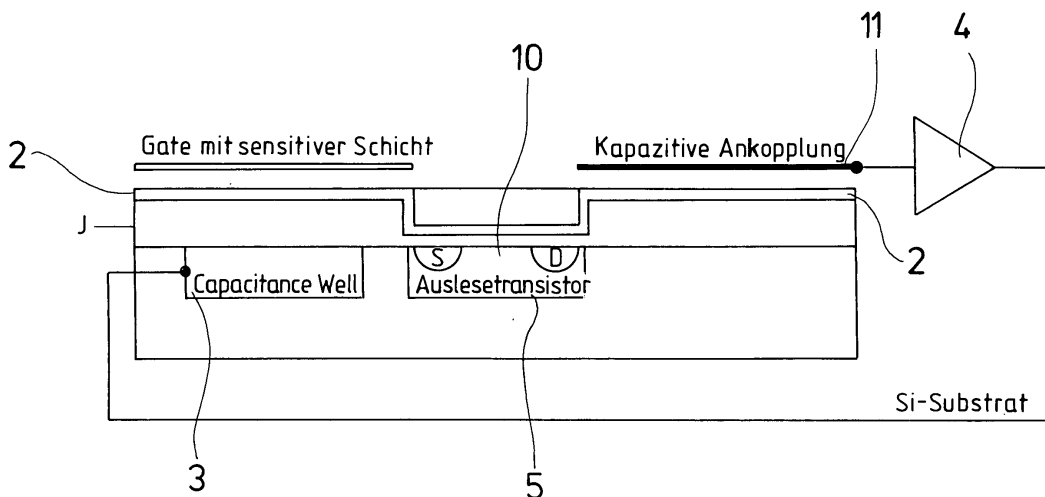 10
11
4
Gate mit sensitiver Schicht
Kapazitive Ankopplung
2
J
S
D
2
Capacitance Well
Auslesetransistor
Si-Substrat
3
5